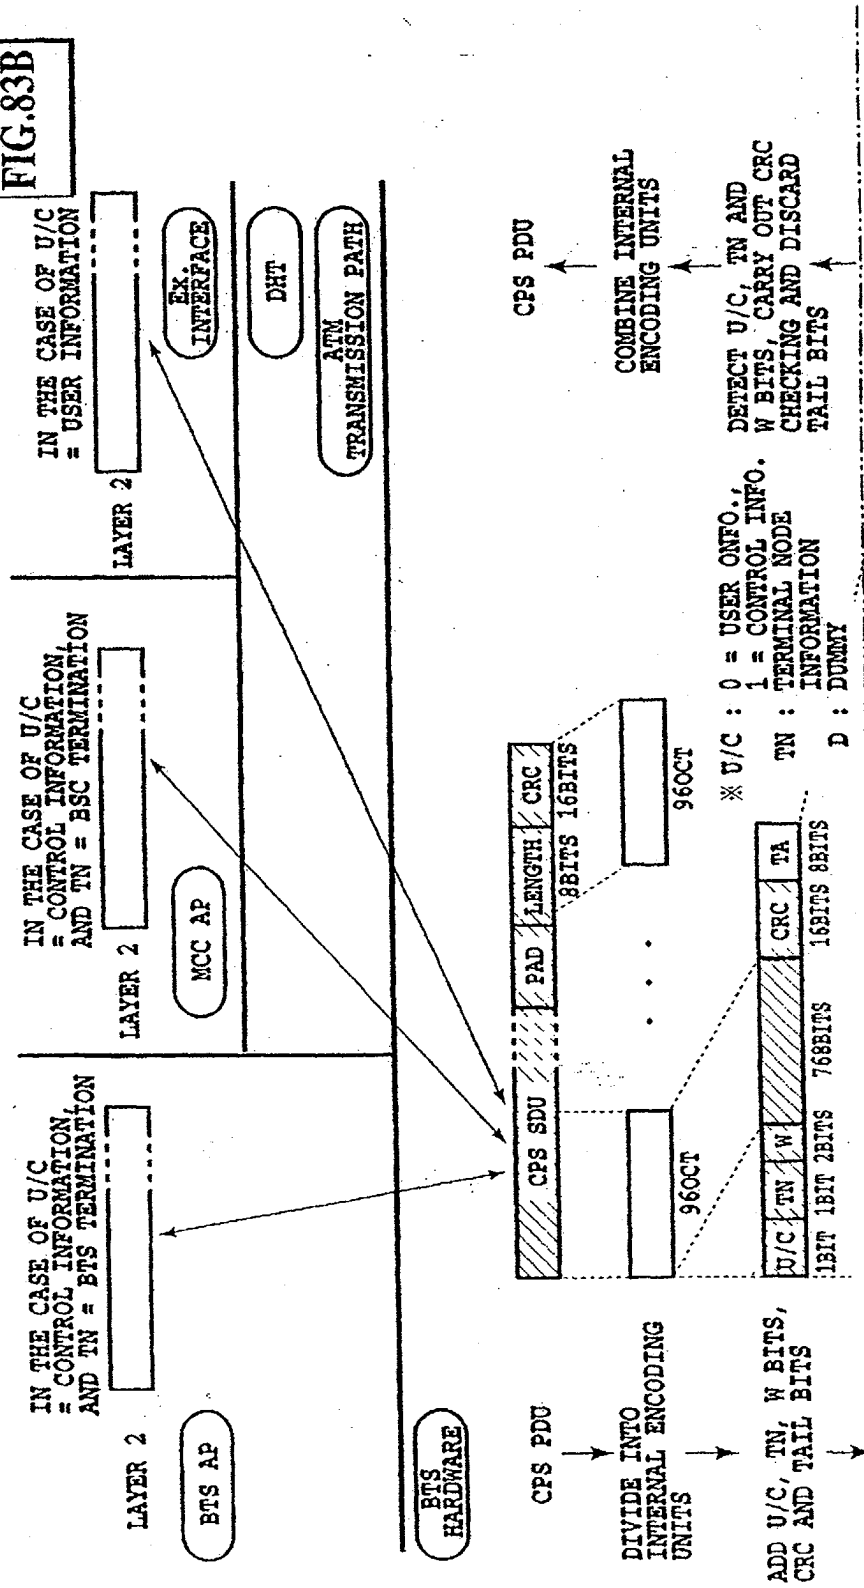 FIG.83B
IN THE CASE OF U/C
= CONTROL INFORMATION,
AND TN = BTS TERMINATION
LAYER 2
BTS AP
IN THE CASE OF U/C
= CONTROL INFORMATION,
AND TN = BSC TERMINATION
LAYER 2
MCC AP
IN THE CASE OF U/C
= USER INFORMATION
LAYER 2
EX.
INTERFACE
DHT
ATM
TRANSMISSION PATH
BTS
HARDWARE
CPS PDU
DIVIDE INTO
INTERNAL ENCODING
UNITS
ADD U/C, TN, W BITS,
CRC AND TAIL BITS
CPS SDU
PAD
LENGTH
CRC
8BITS
16BITS
96OCT
96OCT
U/C
TN
W
CRC
TA
1BIT
1BIT
2BITS
768BITS
16BITS
8BITS
CPS PDU
COMBINE INTERNAL
ENCODING UNITS
DETECT U/C, TN AND
W BITS, CARRY OUT CRC
CHECKING AND DISCARD
TAIL BITS
※ U/C : 0 = USER ONFO.,
1 = CONTROL INFO.
TN : TERMINAL NODE
INFORMATION
D : DUMMY